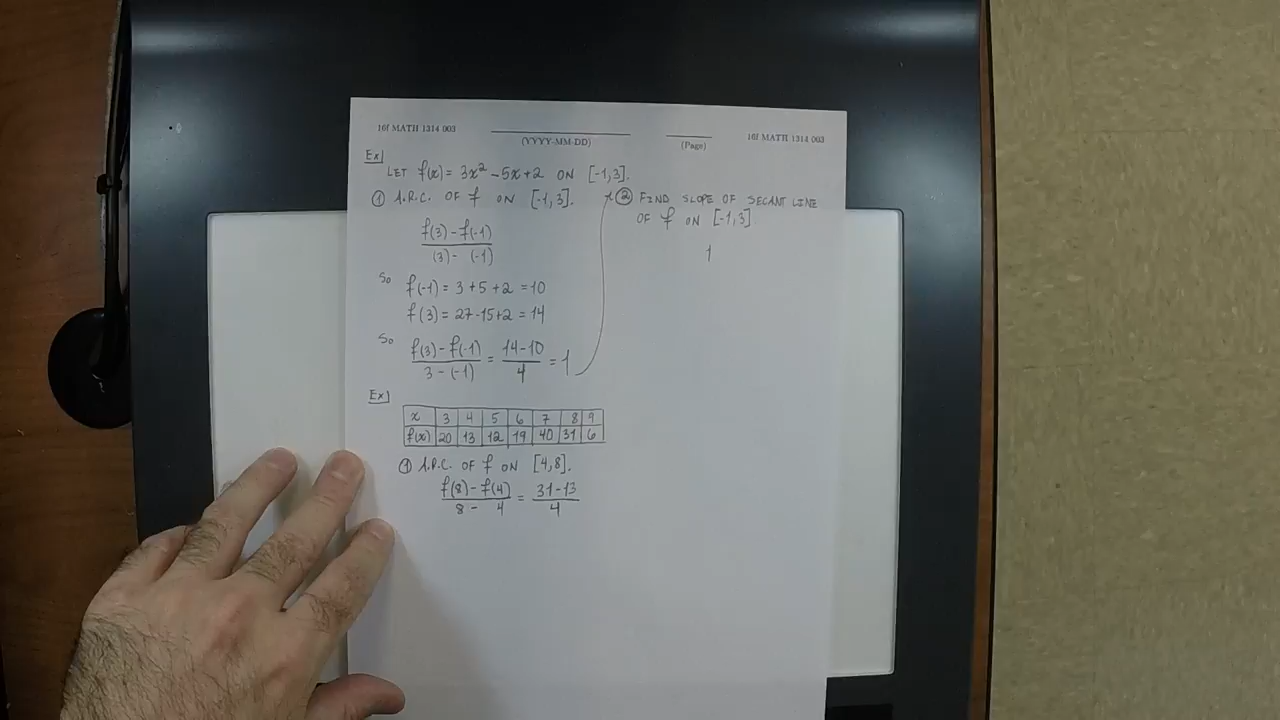 16f MATH 1314 003
(YYYY-MM-DD)
(Page)
16f MATH 1314 003
Ex]
LET f(x) = 3x² - 5x + 2 ON [-1,3].
① A.R.C. OF f ON [-1,3].
f(3) - f(-1)
(3) - (-1)
So f(-1) = 3 + 5 + 2 = 10
f(3) = 27 - 15 + 2 = 14
So f(3) - f(-1) / 3 - (-1) = 14 - 10 / 4 = 1
② FIND SLOPE OF SECANT LINE
OF f ON [-1,3]
1
Ex]
x 3 4 5 6 7 8 9
f(x) 20 13 12 19 40 31 6
① A.R.C. OF f ON [4,8].
f(8) - f(4) / 8 - 4 = 31 - 13 / 4